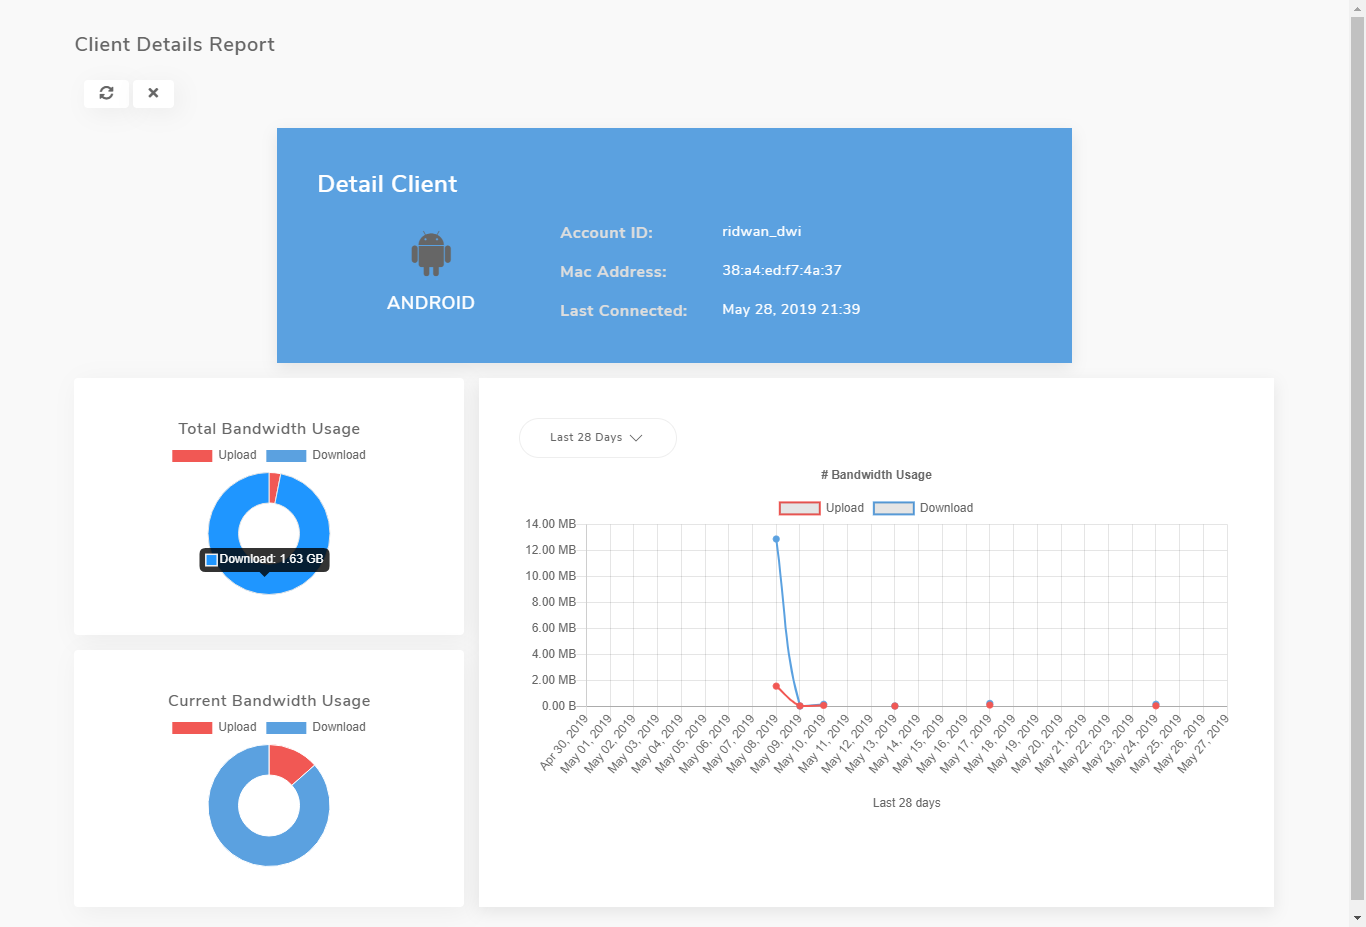 Client Details Report
Detail Client
ANDROID
Account ID: ridwan_dwi
Mac Address: 38:a4:ed:f7:4a:37
Last Connected: May 28, 2019 21:39
Total Bandwidth Usage
Upload Download
Download: 1.63 GB
Current Bandwidth Usage
Upload Download
Last 28 Days
# Bandwidth Usage
Upload Download
14.00 MB
12.00 MB
10.00 MB
8.00 MB
6.00 MB
4.00 MB
2.00 MB
0.00 B
Apr 30, 2019
May 01, 2019
May 02, 2019
May 03, 2019
May 04, 2019
May 05, 2019
May 06, 2019
May 07, 2019
May 08, 2019
May 09, 2019
May 10, 2019
May 11, 2019
May 12, 2019
May 13, 2019
May 14, 2019
May 15, 2019
May 16, 2019
May 17, 2019
May 18, 2019
May 19, 2019
May 20, 2019
May 21, 2019
May 22, 2019
May 23, 2019
May 24, 2019
May 25, 2019
May 26, 2019
May 27, 2019
Last 28 days